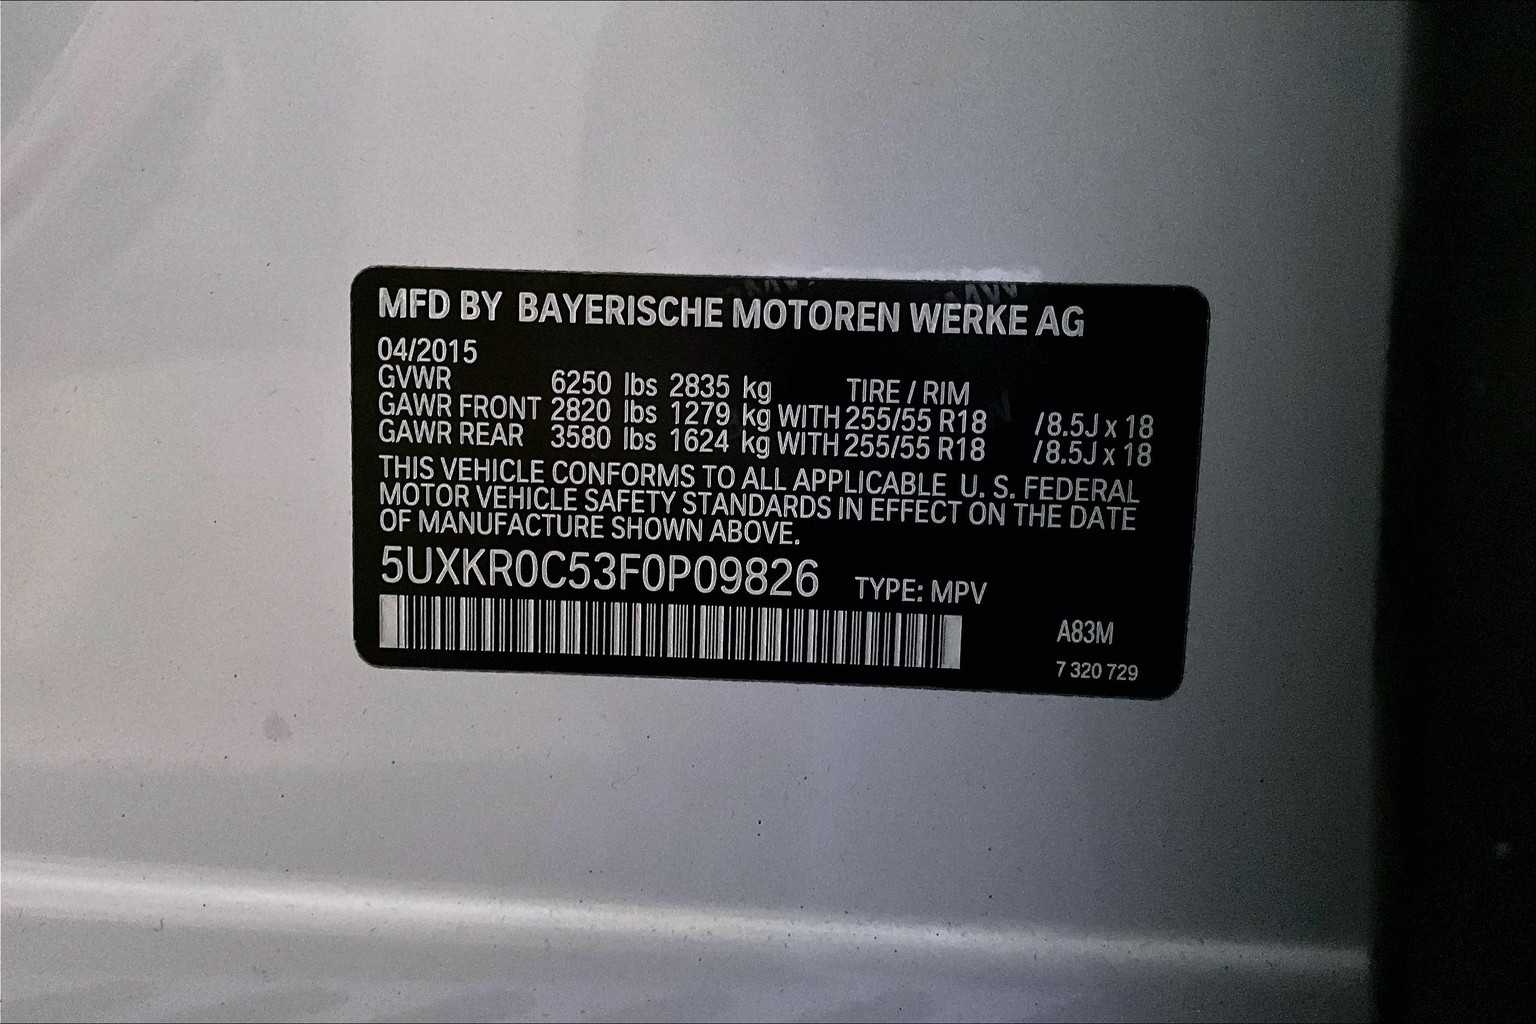 MFD BY BAYERISCHE MOTOREN WERKE AG
04/2015
GVWR 6250 lbs 2835 kg TIRE / RIM
GAWR FRONT 2820 lbs 1279 kg WITH 255/55 R18 /8.5J x 18
GAWR REAR 3580 lbs 1624 kg WITH 255/55 R18 /8.5J x 18
THIS VEHICLE CONFORMS TO ALL APPLICABLE U. S. FEDERAL
MOTOR VEHICLE SAFETY STANDARDS IN EFFECT ON THE DATE
OF MANUFACTURE SHOWN ABOVE.
5UXKR0C53F0P09826 TYPE: MPV
A83M
7 320 729